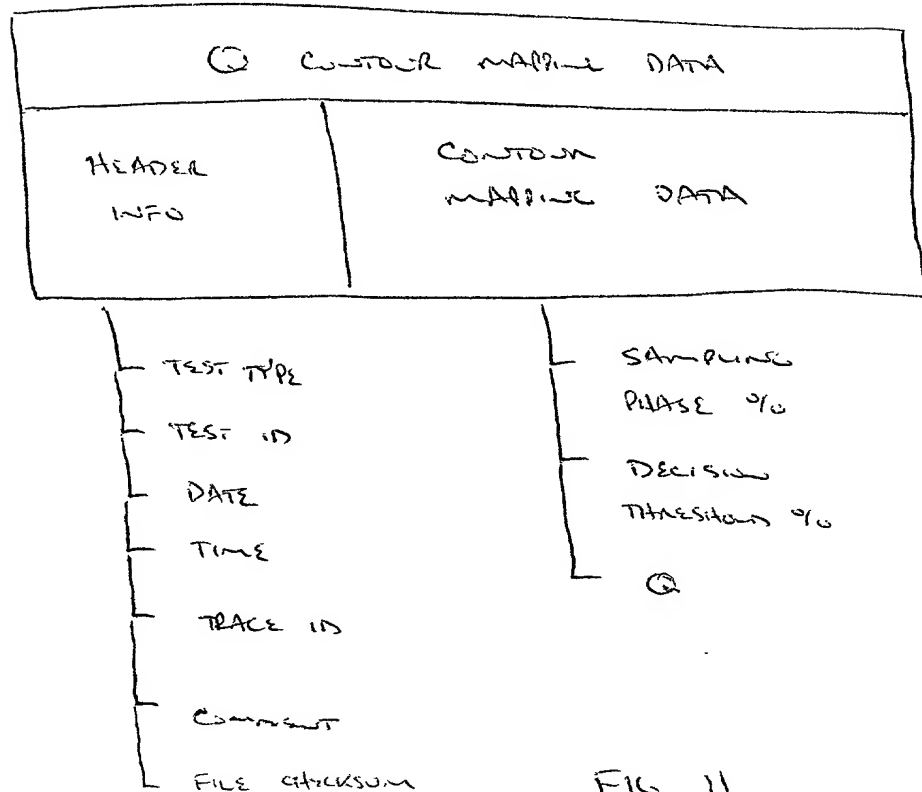 Q CONTOUR MAPPING DATA
HEADER
INFO
CONTOUR
MAPPING DATA
TEST TYPE
TEST ID
DATE
TIME
TRACE ID
COMMENT
FILE CHECKSUM
SAMPLING
PHASE %
DECISION
THRESHOLD %
Q
FIG 11